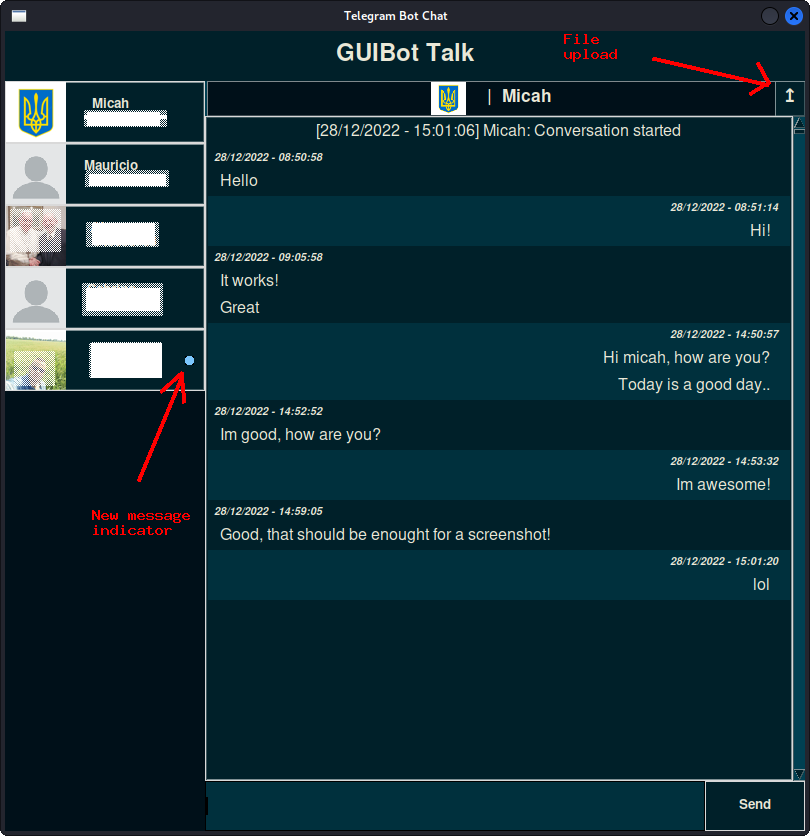 Telegram Bot Chat
GUIBot Talk
File
upload
Micah
Mauricio
| Micah
↥
[28/12/2022 - 15:01:06] Micah: Conversation started
28/12/2022 - 08:50:58
Hello
28/12/2022 - 08:51:14
Hi!
28/12/2022 - 09:05:58
It works!
Great
28/12/2022 - 14:50:57
Hi micah, how are you?
Today is a good day..
28/12/2022 - 14:52:52
Im good, how are you?
28/12/2022 - 14:53:32
Im awesome!
28/12/2022 - 14:59:05
Good, that should be enought for a screenshot!
28/12/2022 - 15:01:20
lol
New message
indicator
Send